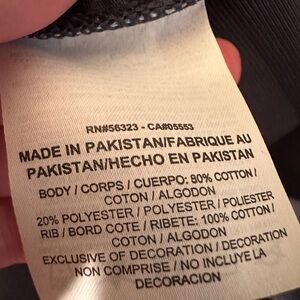 RN#56323 - CA#05553
MADE IN PAKISTAN/FABRIQUE AU
PAKISTAN/HECHO EN PAKISTAN
BODY / CORPS / CUERPO: 80% COTTON /
COTON / ALGODON
20% POLYESTER / POLYESTER / POLIESTER
RIB / BORD COTE / RIBETE: 100% COTTON /
COTON / ALGODON
EXCLUSIVE OF DECORATION / DECORATION
NON COMPRISE / NO INCLUYE LA
DECORACION